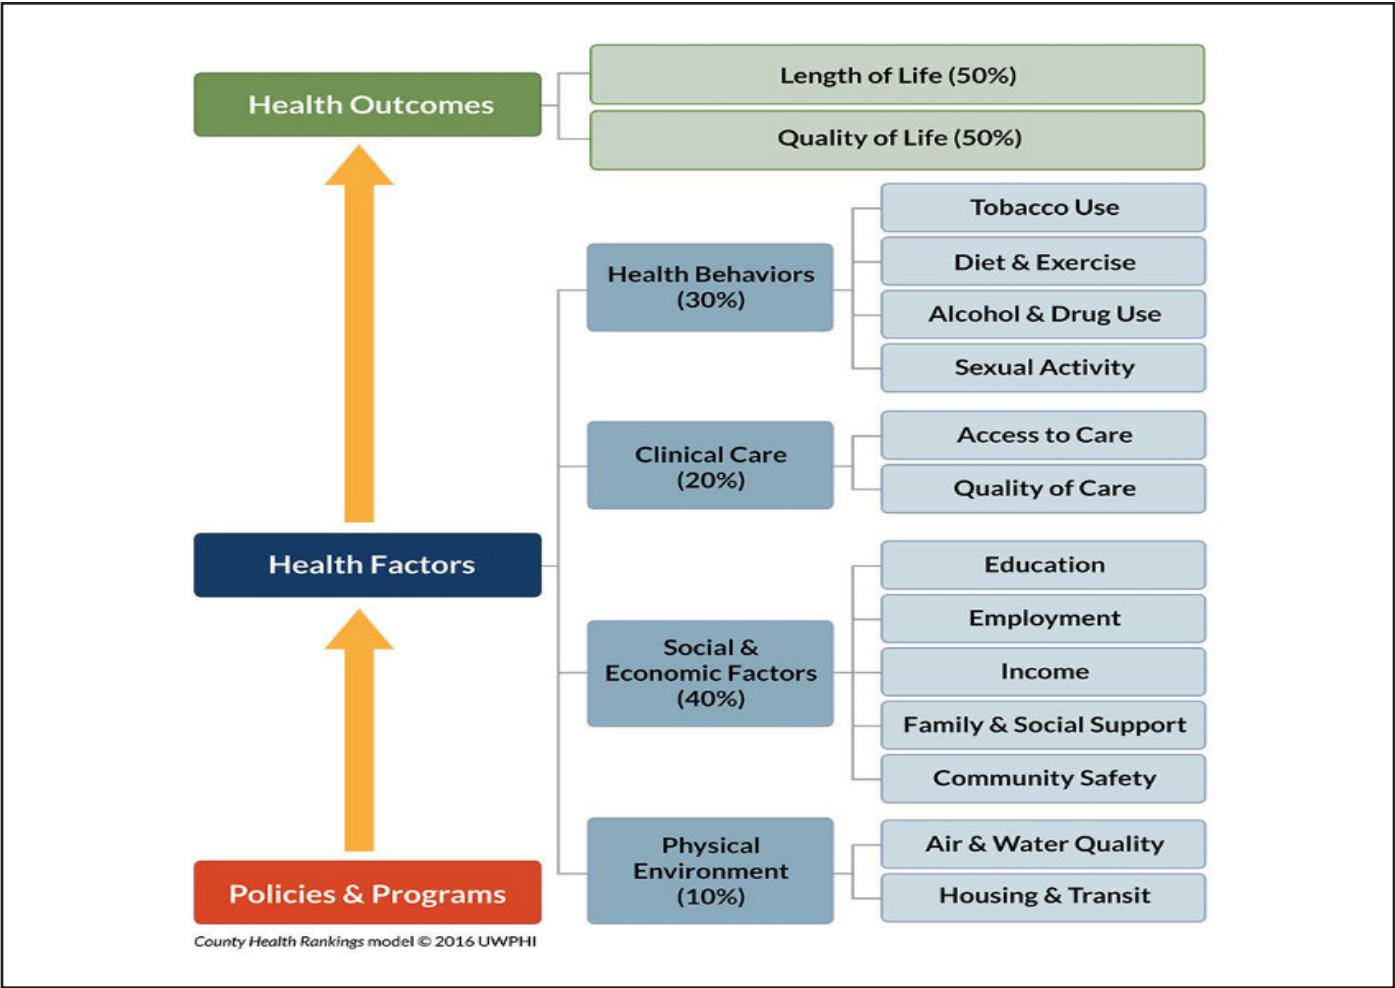 Health Outcomes
Length of Life (50%)
Quality of Life (50%)
Health Factors
Health Behaviors
(30%)
Tobacco Use
Diet & Exercise
Alcohol & Drug Use
Sexual Activity
Clinical Care
(20%)
Access to Care
Quality of Care
Social &
Economic Factors
(40%)
Education
Employment
Income
Family & Social Support
Community Safety
Physical
Environment
(10%)
Air & Water Quality
Housing & Transit
Policies & Programs
County Health Rankings model © 2016 UWPHI